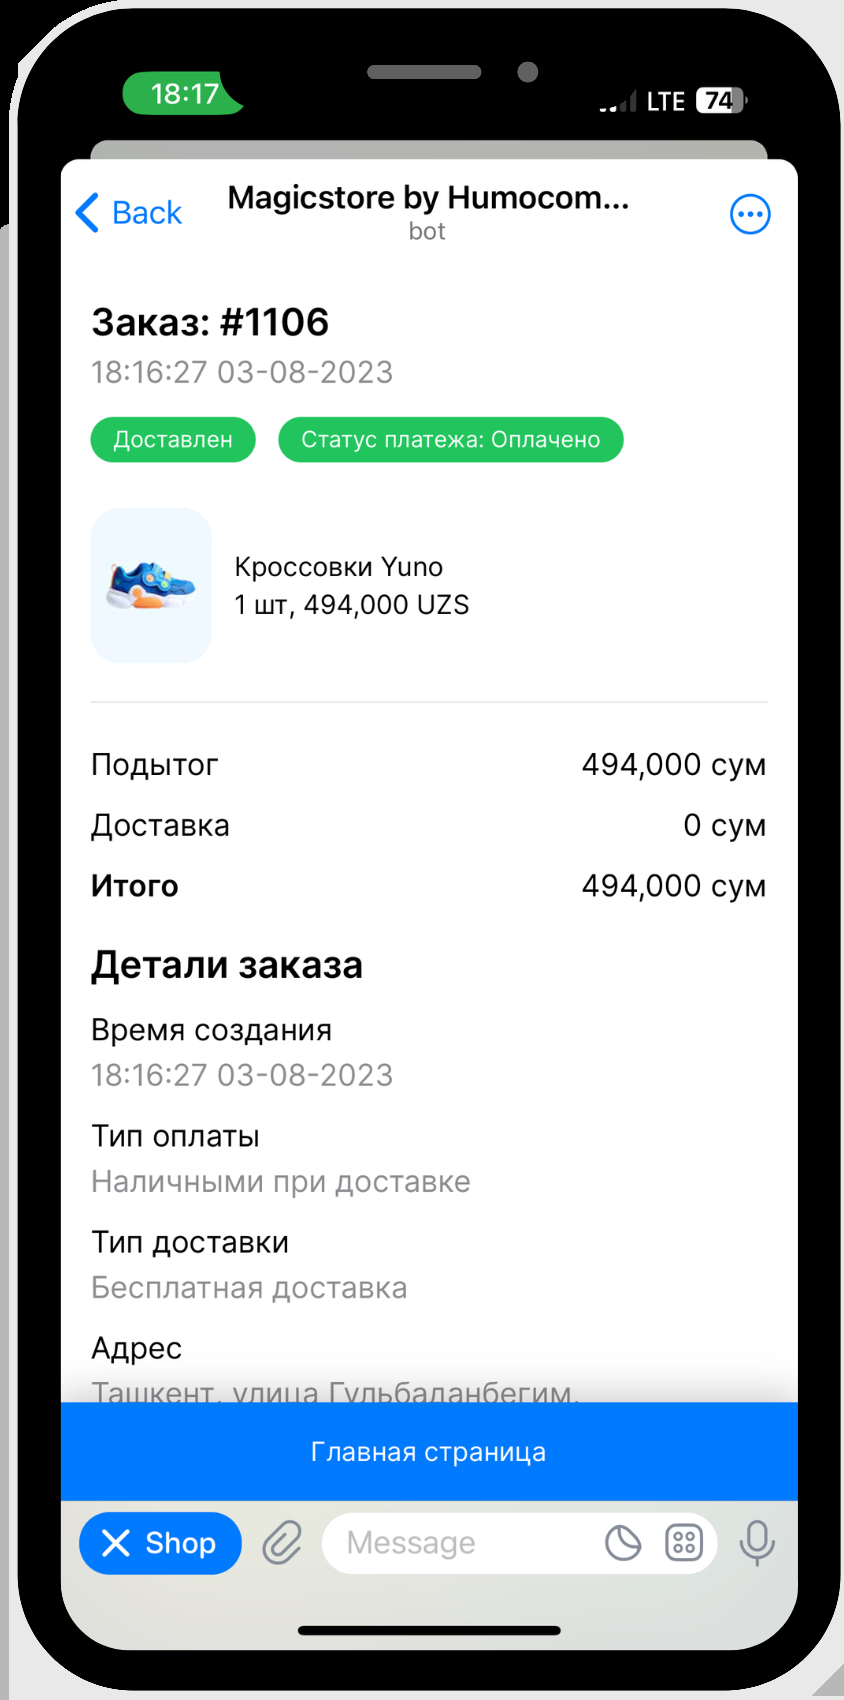 18:17
LTE 74
Back
Magicstore by Humocom...
bot
Заказ: #1106
18:16:27 03-08-2023
Доставлен
Статус платежа: Оплачено
Кроссовки Yuno
1 шт, 494,000 UZS
Подытог 494,000 сум
Доставка 0 сум
Итого 494,000 сум
Детали заказа
Время создания
18:16:27 03-08-2023
Тип оплаты
Наличными при доставке
Тип доставки
Бесплатная доставка
Адрес
Ташкент, улица Гульбаданбегим,
Главная страница
Shop
Message